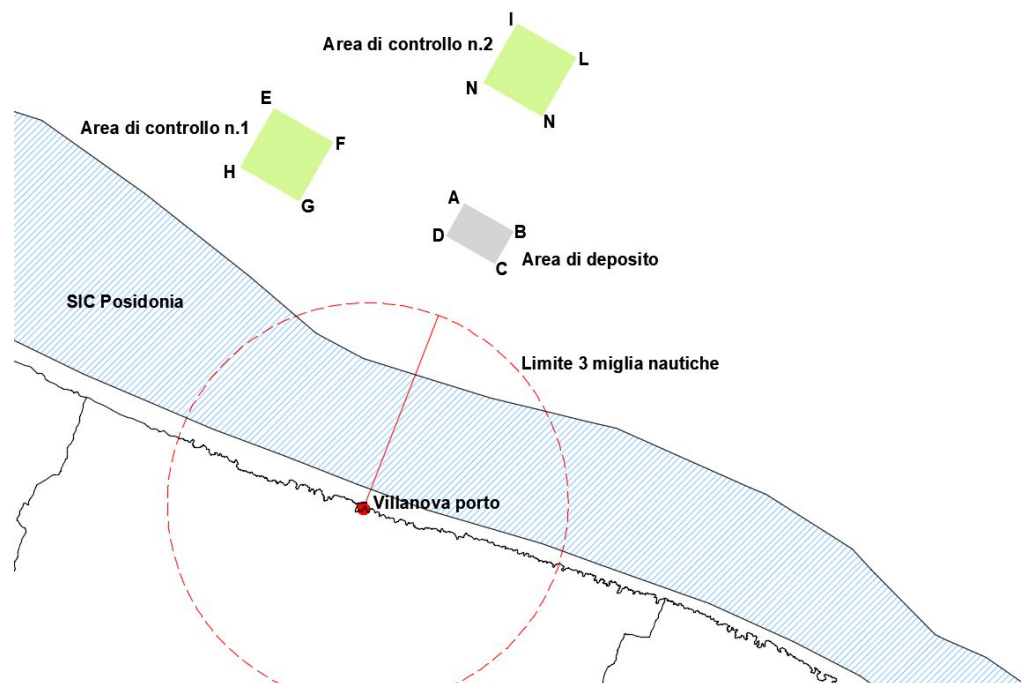 I
Area di controllo n.2
L
N
N
E
Area di controllo n.1
F
H
G
A
B
D
C
Area di deposito
SIC Posidonia
Limite 3 miglia nautiche
Villanova porto